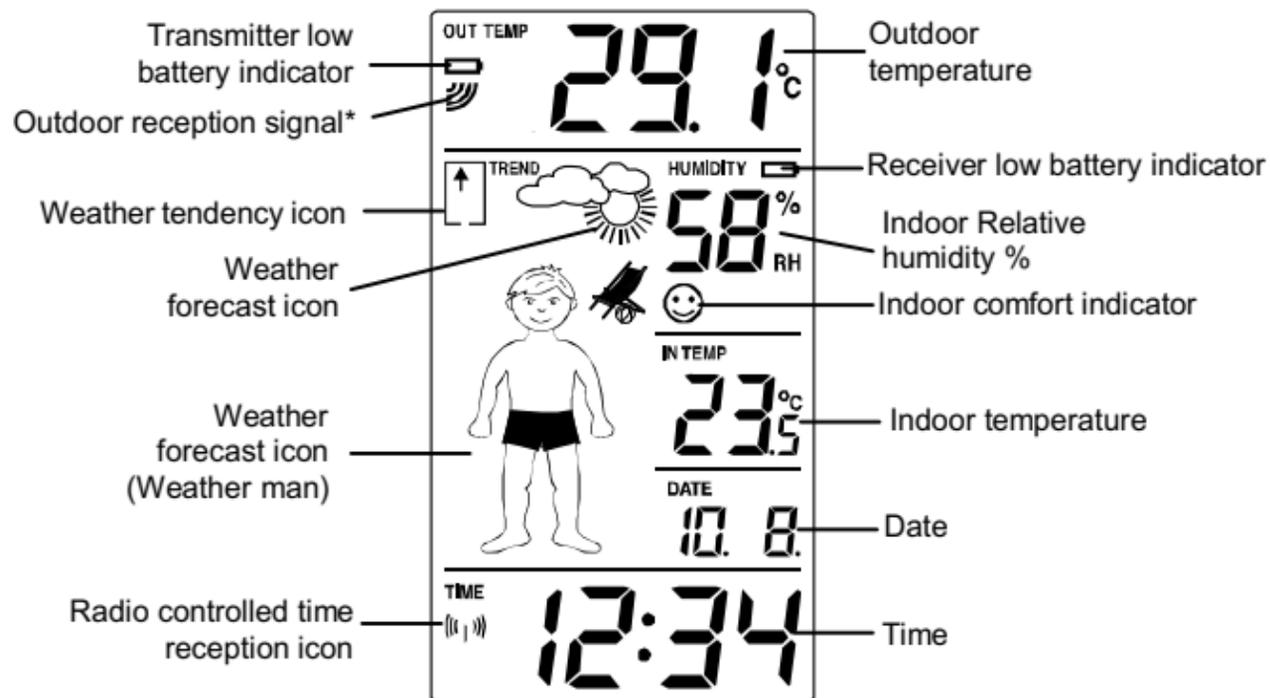 Transmitter low
battery indicator
Outdoor reception signal*
Weather tendency icon
Weather
forecast icon
Weather
forecast icon
(Weather man)
Radio controlled time
reception icon
OUT TEMP
29.1 °C
TREND
HUMIDITY
58 %
RH
IN TEMP
23.5 °C
DATE
10. 8.
TIME
12:34
Outdoor
temperature
Receiver low battery indicator
Indoor Relative
humidity %
Indoor comfort indicator
Indoor temperature
Date
Time